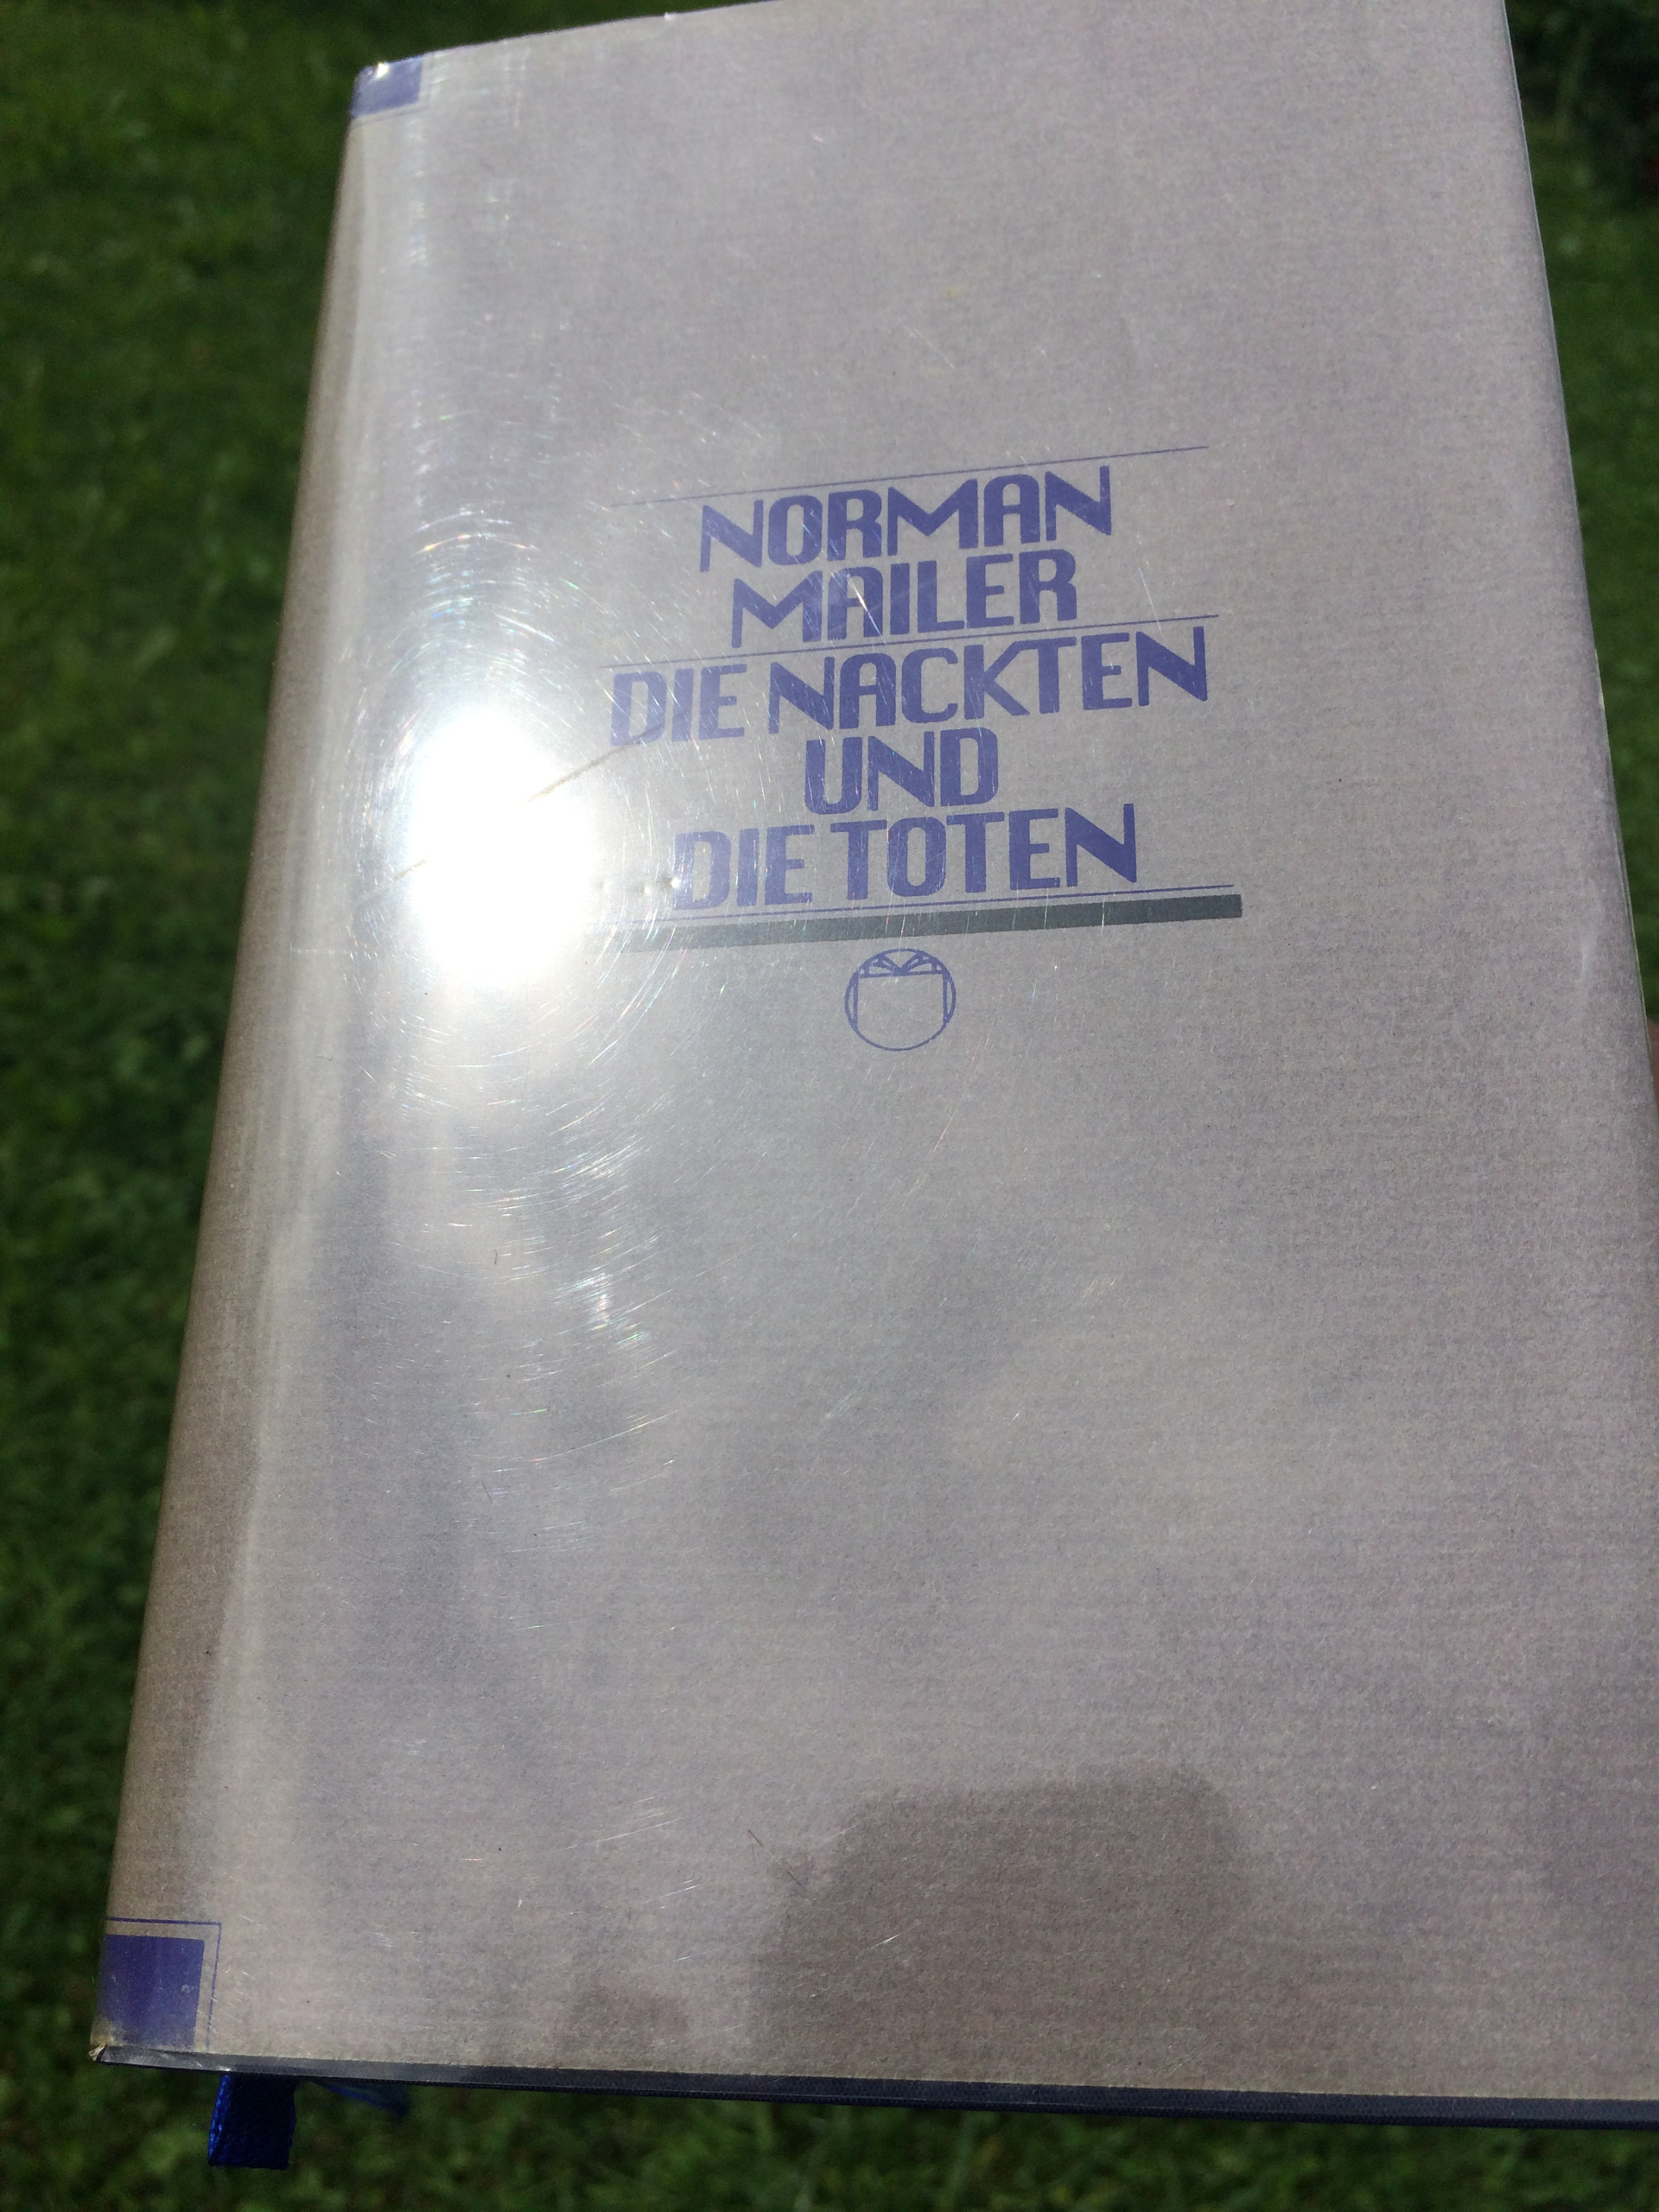 NORMAN
MAILER
DIE NACKTEN
UND
DIE TOTEN